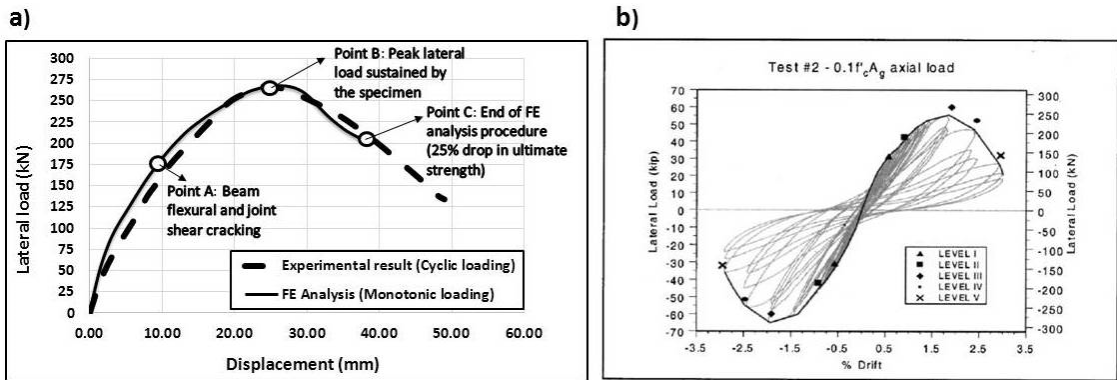 a)
300
275
250
225
200
175
150
125
100
75
50
25
0
Lateral load (kN)
Point B: Peak lateral
load sustained by
the specimen
Point C: End of FE
analysis procedure
(25% drop in ultimate
strength)
Point A: Beam
flexural and joint
shear cracking
Experimental result (Cyclic loading)
FE Analysis (Monotonic loading)
0.00 10.00 20.00 30.00 40.00 50.00 60.00
Displacement (mm)
b)
Test #2 - 0.1f'cAg axial load
70
60
50
40
30
20
10
0
-10
-20
-30
-40
-50
-60
-70
Lateral Load (kip)
300
250
200
150
100
50
0
-50
-100
-150
-200
-250
-300
Lateral Load (kN)
LEVEL I
LEVEL II
LEVEL III
LEVEL IV
LEVEL V
-3.5 -2.5 -1.5 -0.5 0.5 1.5 2.5 3.5
% Drift